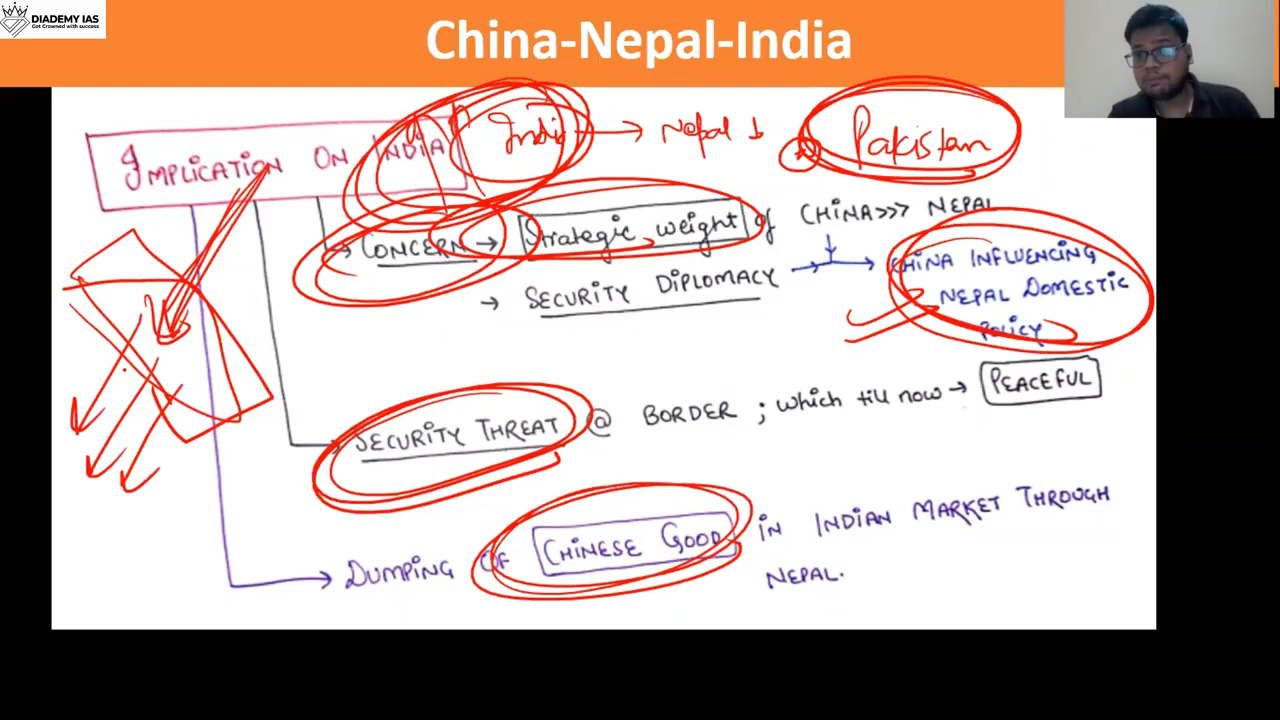 DIADEMY IAS
Get Crowned with success
China-Nepal-India
IMPLICATION ON INDIA
India → Nepal ↓ Pakistan
CONCERN → Strategic weight of CHINA >>> NEPAL
→ SECURITY DIPLOMACY → CHINA INFLUENCING
NEPAL DOMESTIC
POLICY
SECURITY THREAT @ BORDER ; which till now → PEACEFUL
DUMPING OF CHINESE GOOD IN INDIAN MARKET THROUGH
NEPAL.